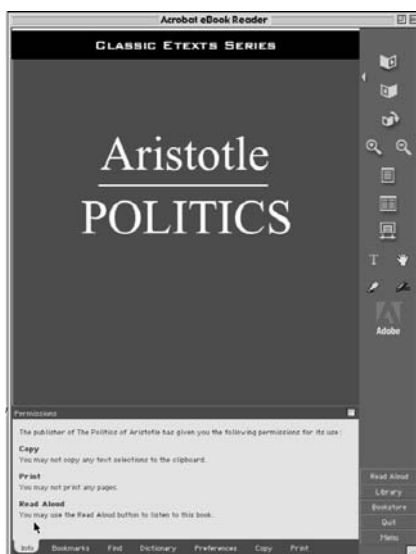 Acrobat eBook Reader
CLASSIC ETEXTS SERIES
Aristotle
POLITICS
T
Adobe
Permissions
The publisher of The Politics of Aristotle has given you the following permissions for its use:
Copy
You may not copy any text selections to the clipboard.
Print
You may not print any pages.
Read Aloud
You may use the Read Aloud button to listen to this book.
Read Aloud
Library
Bookstore
Quit
Menu
Info Bookmarks Find Dictionary Preferences Copy Print